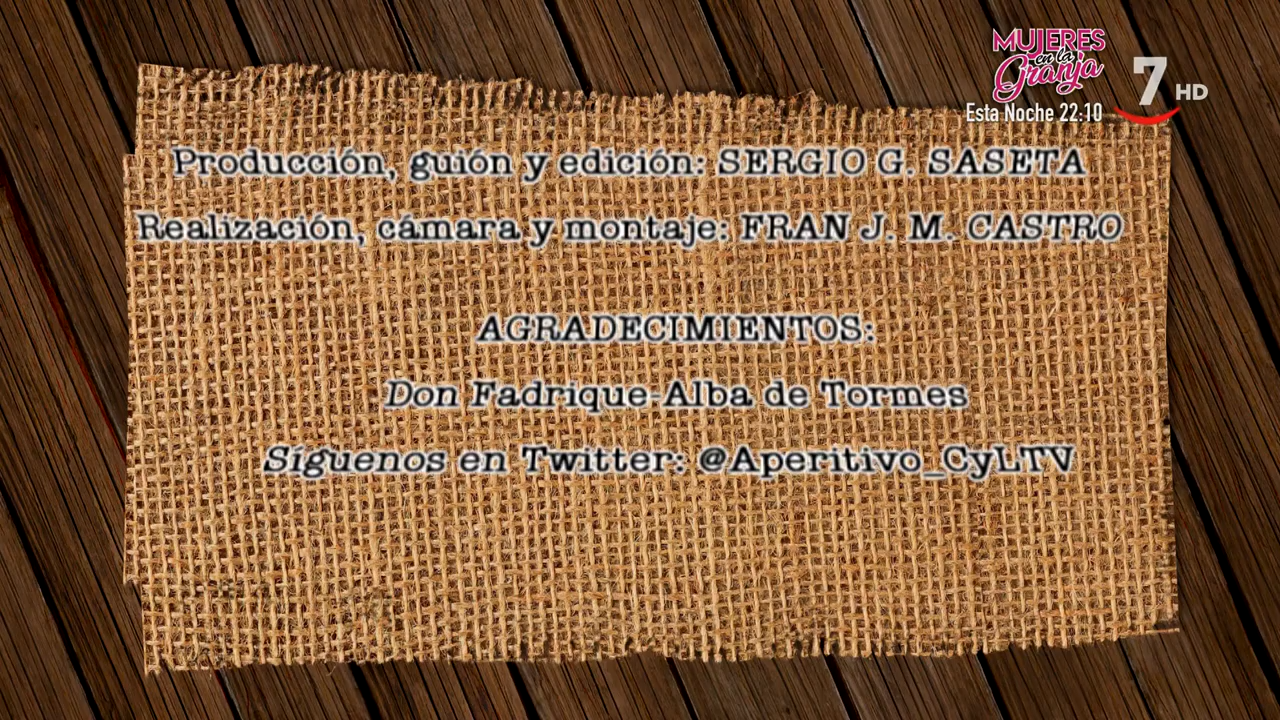 MUJERES
en la
Granja
Esta Noche 22:10
7 HD
Producción, guión y edición: SERGIO G. SASETA
Realización, cámara y montaje: FRAN J. M. CASTRO
AGRADECIMIENTOS:
Don Fadrique-Alba de Tormes
Síguenos en Twitter: @Aperitivo_CyLTV